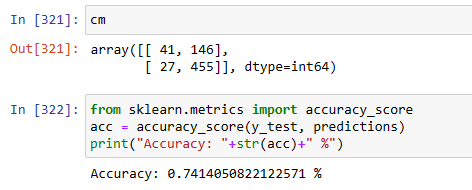 In [321]: cm
Out[321]: array([[ 41, 146],
       [ 27, 455]], dtype=int64)
In [322]: from sklearn.metrics import accuracy_score
acc = accuracy_score(y_test, predictions)
print("Accuracy: "+str(acc)+" %")
Accuracy: 0.7414050822122571 %